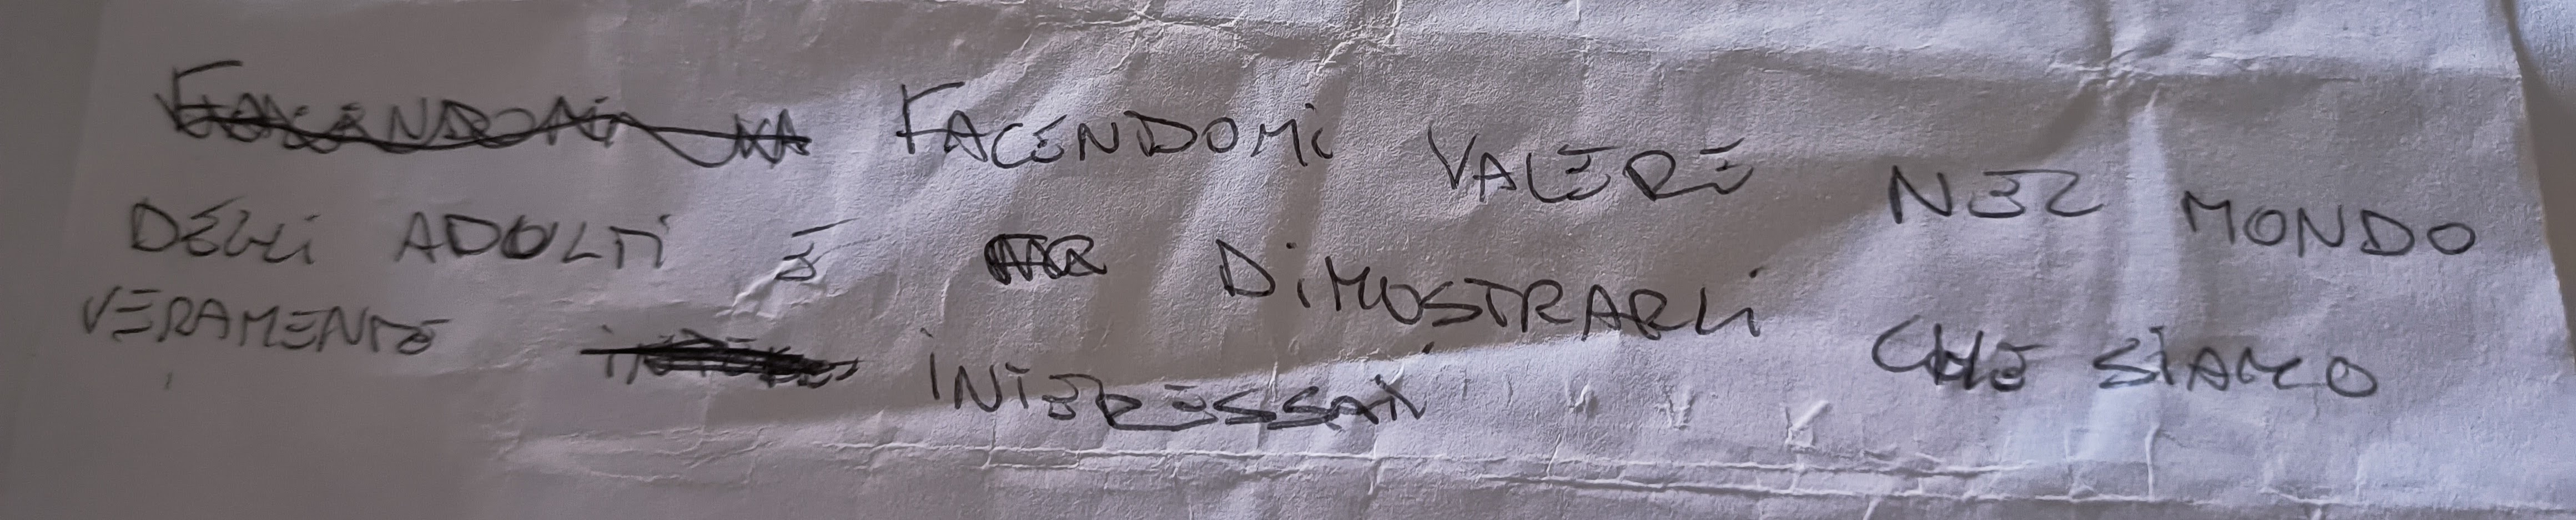 FACENDOMI VALERE NEL MONDO
DEGLI ADULTI E DIMOSTRARLI CHE SIAMO
VERAMENTE INTERESSATI